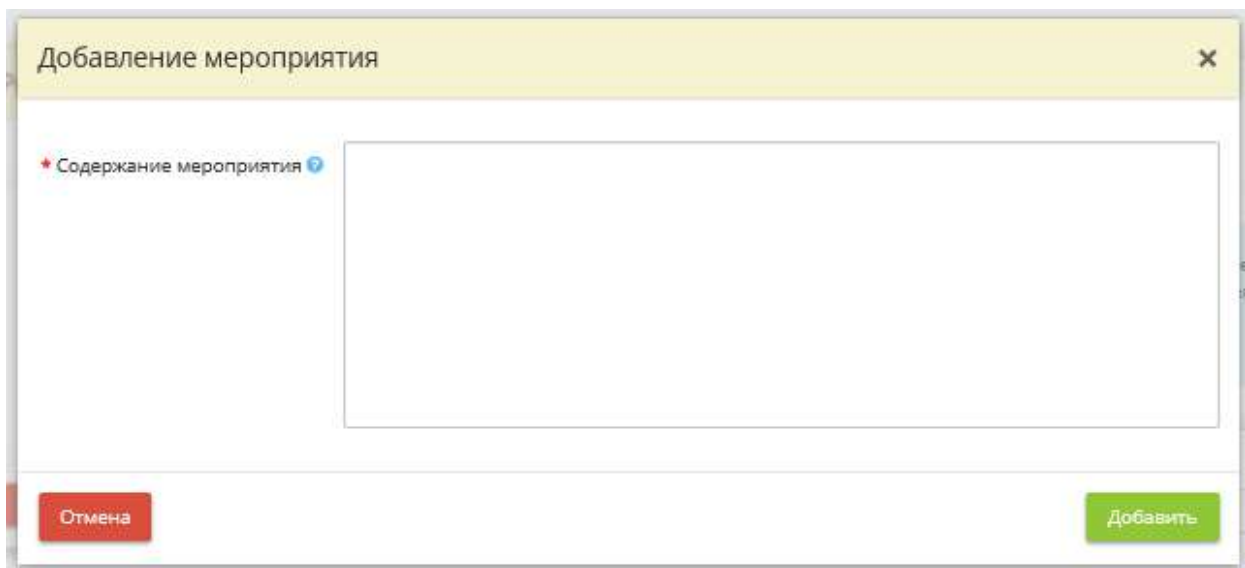 Добавление мероприятия ×
* Содержание мероприятия ?
Отмена
Добавить